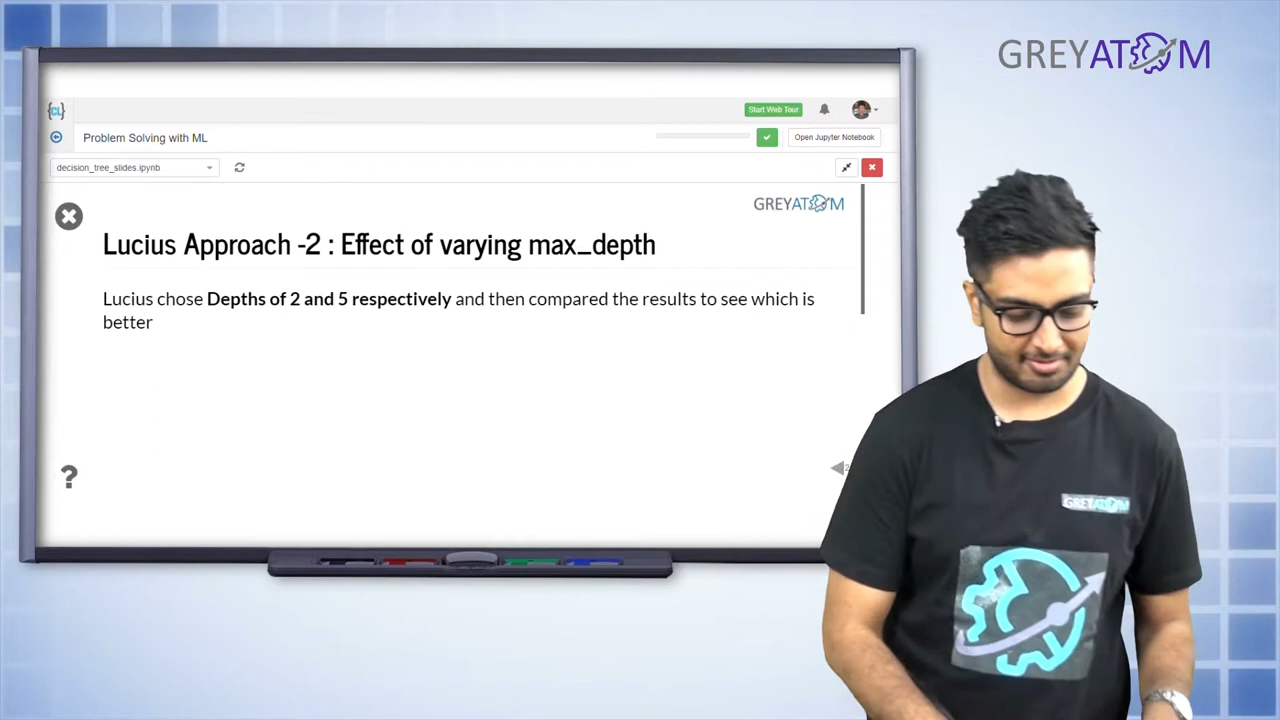 GREYATOM
{CL}
Start Web Tour
Problem Solving with ML
Open Jupyter Notebook
decision_tree_slides.ipynb
GREYATOM
Lucius Approach -2 : Effect of varying max_depth
Lucius chose Depths of 2 and 5 respectively and then compared the results to see which is
better
?
GREYATOM